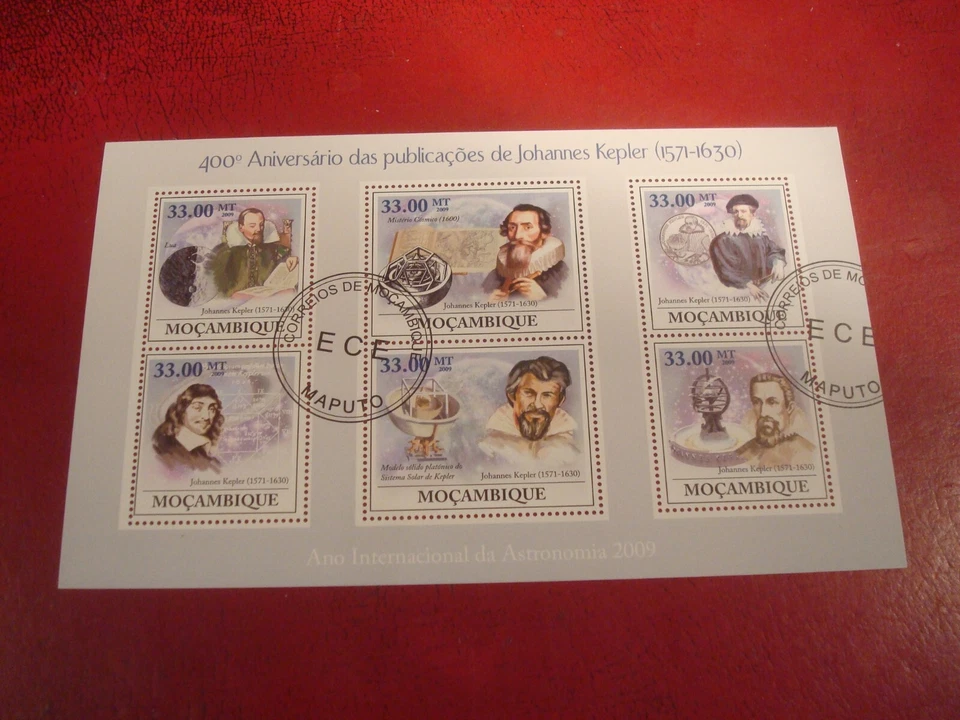 400º Aniversário das publicações de Johannes Kepler (1571-1630)
33.00 MT
2009
Lua
Johannes Kepler (1571-1630)
MOÇAMBIQUE
33.00 MT
2009
Johannes Kepler (1571-1630)
MOÇAMBIQUE
33.00 MT
2009
Johannes Kepler (1571-1630)
33.00 MT
2009
Johannes Kepler (1571-1630)
MOÇAMBIQUE
33.00 MT
2009
Modelo sólido platónico do
Sistema Solar de Kepler
Johannes Kepler (1571-1630)
MOÇAMBIQUE
33.00 MT
2009
Johannes Kepler (1571-1630)
MOÇAMBIQUE
MOÇAMBIQUE
CORREIOS DE MOÇAMBIQUE
ECE
MAPUTO
CORREIOS DE MO
ECE
MAPUTO
Ano Internacional da Astronomia 2009